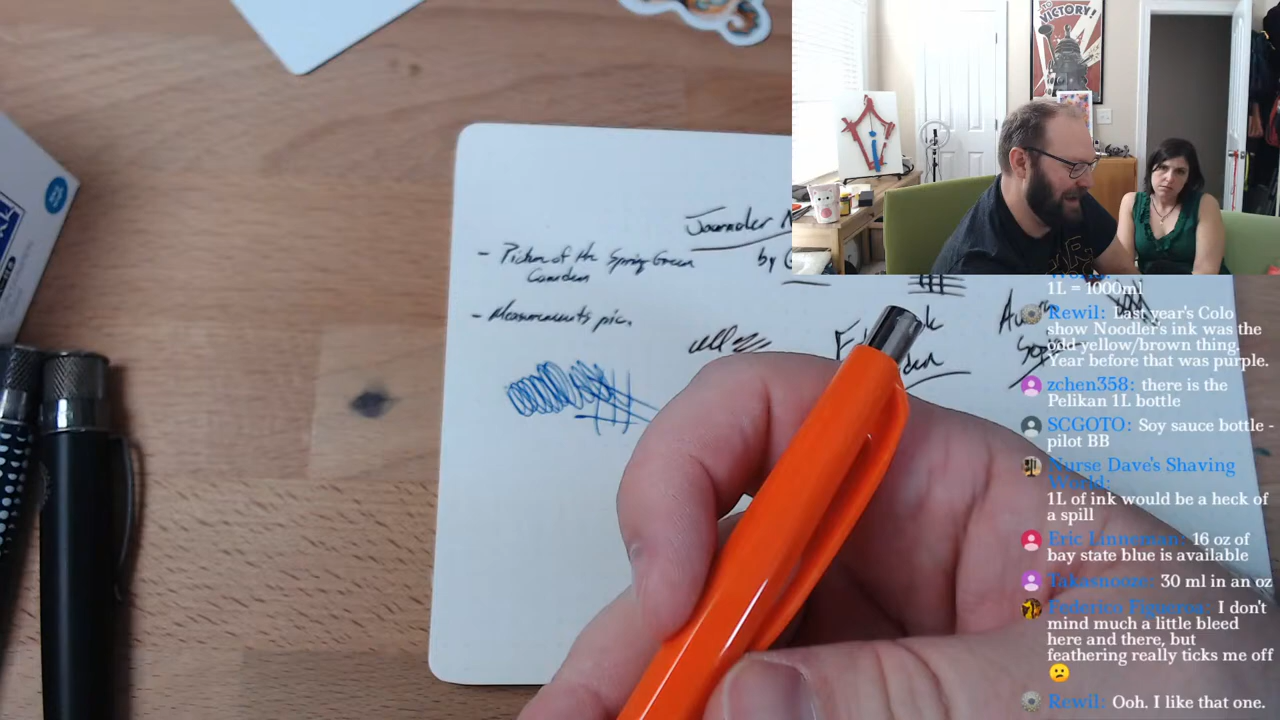 TO VICTORY!
Journaler
- Picture of the Spring Green
Camden
by
- Measurements pic.
1L = 1000ml
Rewil: Last year's Colo
show Noodler's ink was the
odd yellow/brown thing.
Year before that was purple.
zchen358: there is the
Pelikan 1L bottle
SCGOTO: Soy sauce bottle -
pilot BB
Nurse Dave's Shaving
World:
1L of ink would be a heck of
a spill
Eric Linneman: 16 oz of
bay state blue is available
Takasnooze: 30 ml in an oz
Federico Figueroa: I don't
mind much a little bleed
here and there, but
feathering really ticks me off
Rewil: Ooh. I like that one.